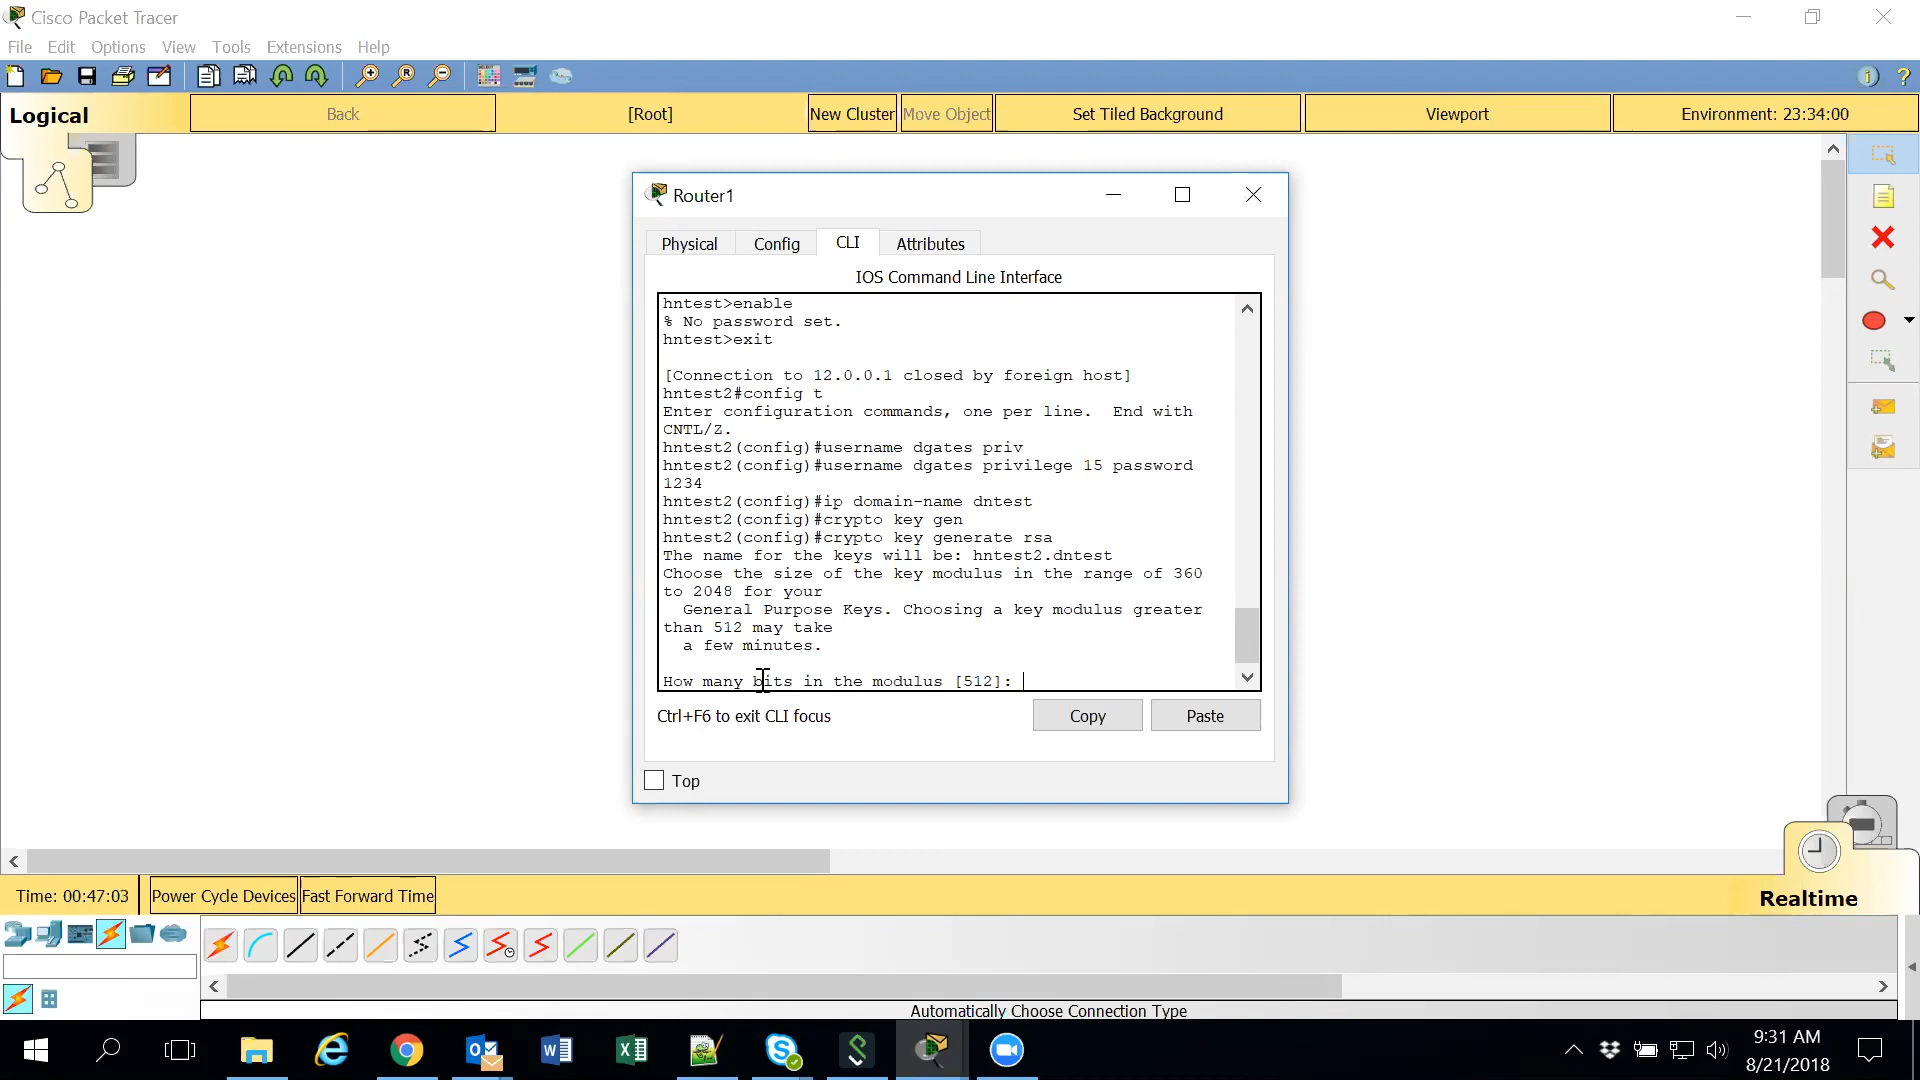 Cisco Packet Tracer
File Edit Options View Tools Extensions Help
Logical Back [Root] New Cluster Move Object Set Tiled Background Viewport Environment: 23:34:00
Router1
Physical Config CLI Attributes
IOS Command Line Interface
hntest>enable
% No password set.
hntest>exit
[Connection to 12.0.0.1 closed by foreign host]
hntest2#config t
Enter configuration commands, one per line.  End with
CNTL/Z.
hntest2(config)#username dgates priv
hntest2(config)#username dgates privilege 15 password
1234
hntest2(config)#ip domain-name dntest
hntest2(config)#crypto key gen
hntest2(config)#crypto key generate rsa
The name for the keys will be: hntest2.dntest
Choose the size of the key modulus in the range of 360
to 2048 for your
General Purpose Keys. Choosing a key modulus greater
than 512 may take
a few minutes.
How many bits in the modulus [512]:
Ctrl+F6 to exit CLI focus Copy Paste
Top
Time: 00:47:03 Power Cycle Devices Fast Forward Time Realtime
Automatically Choose Connection Type
9:31 AM
8/21/2018